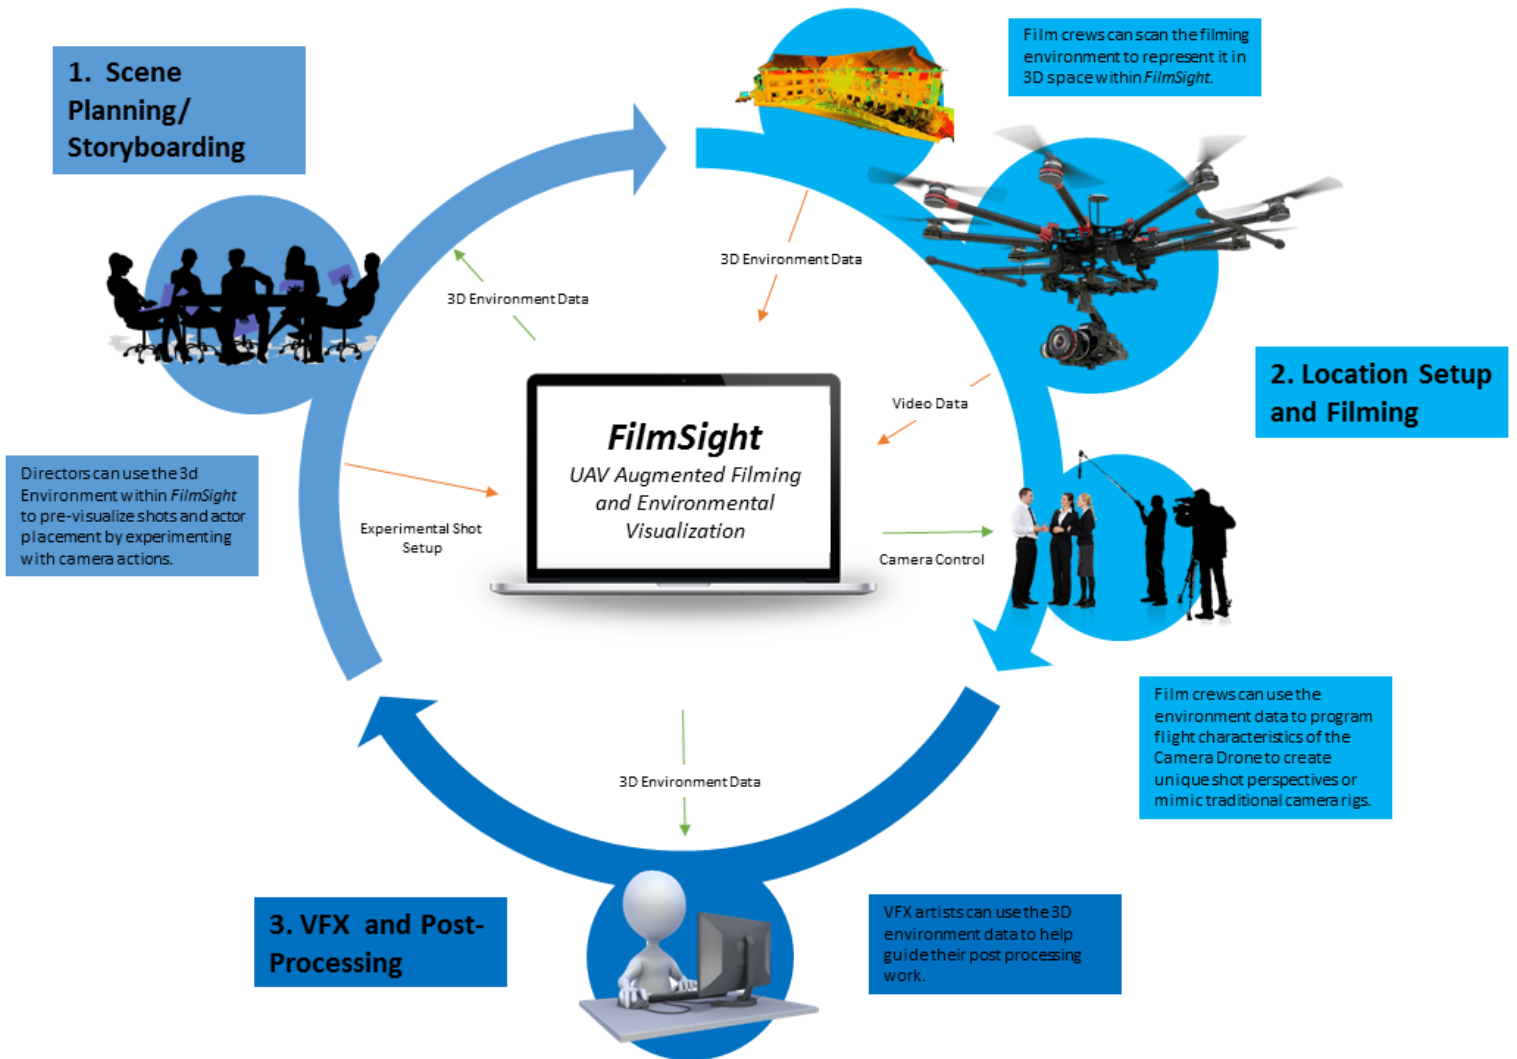 1. Scene
Planning/
Storyboarding
Film crews can scan the filming
environment to represent it in
3D space within FilmSight.
3D Environment Data
3D Environment Data
2. Location Setup
and Filming
Video Data
FilmSight
UAV Augmented Filming
and Environmental
Visualization
Directors can use the 3d
Environment within FilmSight
to pre-visualize shots and actor
placement by experimenting
with camera actions.
Experimental Shot
Setup
Camera Control
Film crews can use the
environment data to program
flight characteristics of the
Camera Drone to create
unique shot perspectives or
mimic traditional camera rigs.
3D Environment Data
3. VFX and Post-
Processing
VFX artists can use the 3D
environment data to help
guide their post processing
work.